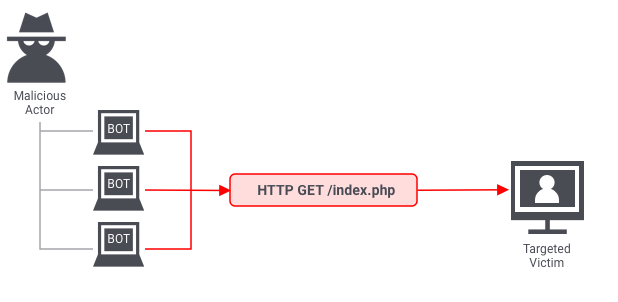 Malicious
Actor
BOT
BOT
BOT
HTTP GET /index.php
Targeted
Victim